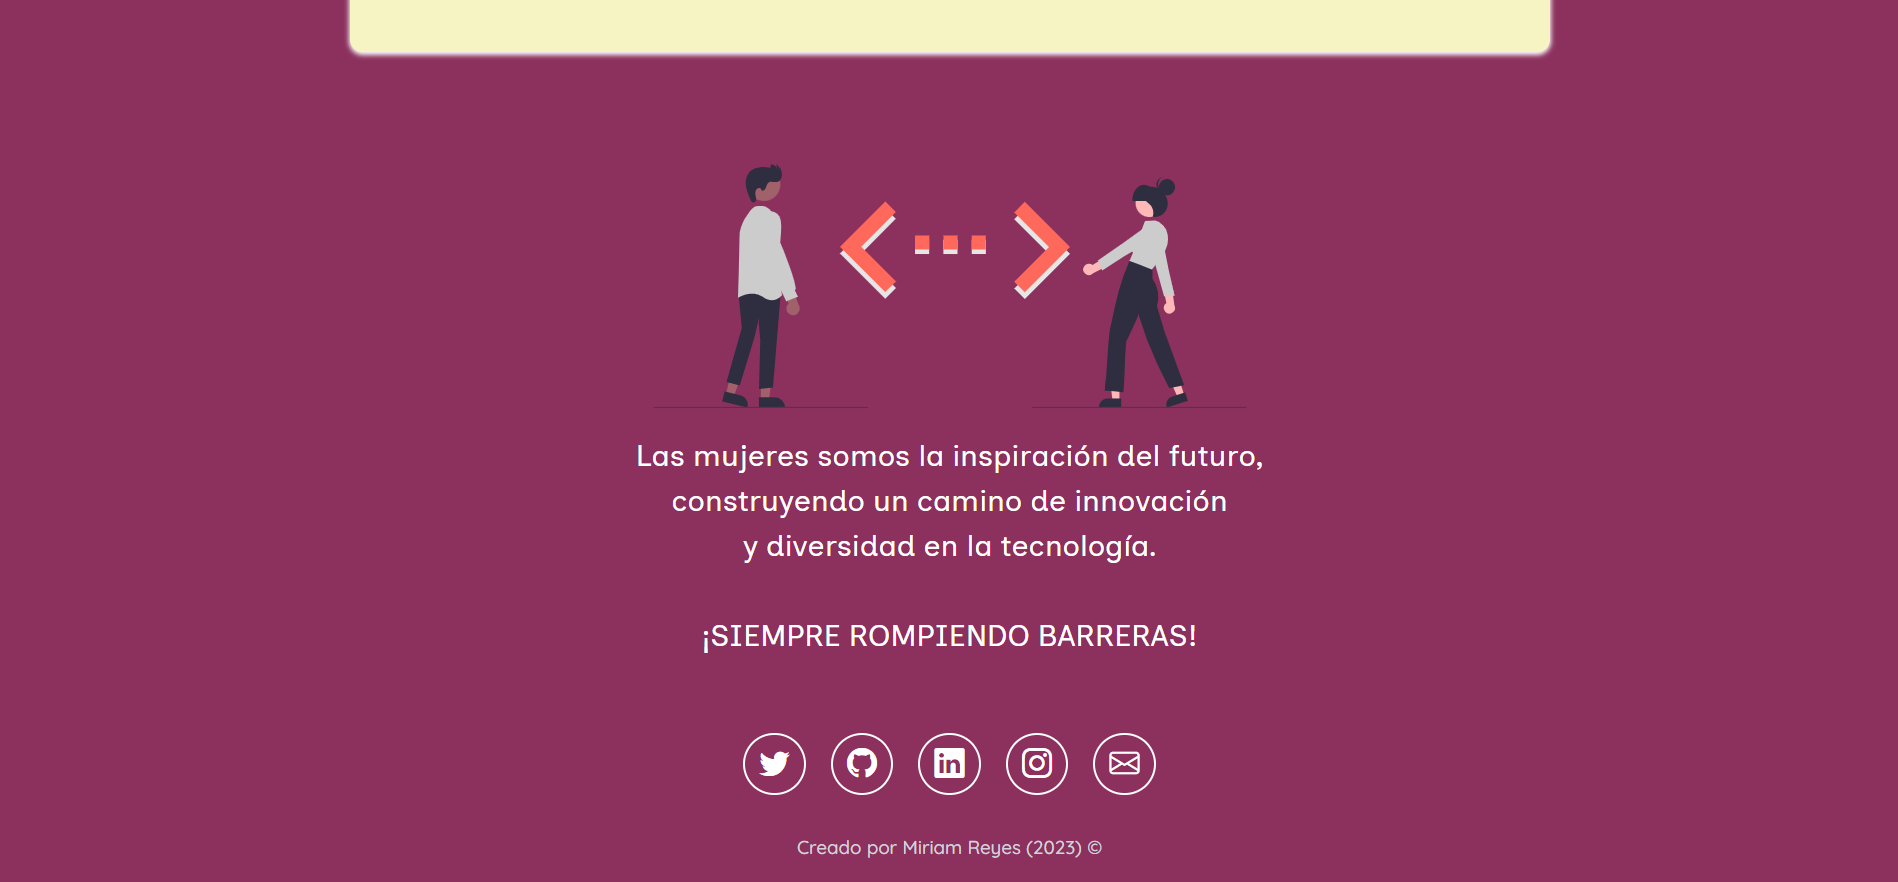 Las mujeres somos la inspiración del futuro,
construyendo un camino de innovación
y diversidad en la tecnología.
¡SIEMPRE ROMPIENDO BARRERAS!
in
Creado por Miriam Reyes (2023) ©